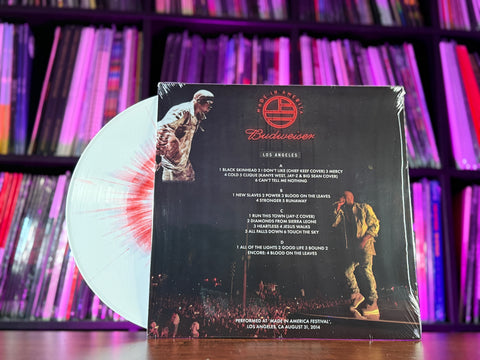 MADE IN AMERICA
Budweiser
LOS ANGELES
A
1 BLACK SKINHEAD 2 I DON'T LIKE (CHIEF KEEF COVER) 3 MERCY
4 COLD 5 CLIQUE (KANYE WEST, JAY-Z & BIG SEAN COVER)
6 CAN'T TELL ME NOTHING
B
1 NEW SLAVES 2 POWER 3 BLOOD ON THE LEAVES
4 STRONGER 5 RUNAWAY
C
1 RUN THIS TOWN (JAY-Z COVER)
2 DIAMONDS FROM SIERRA LEONE
3 HEARTLESS 4 JESUS WALKS
5 ALL FALLS DOWN 6 TOUCH THE SKY
D
1 ALL OF THE LIGHTS 2 GOOD LIFE 3 BOUND 2
ENCORE: 4 BLOOD ON THE LEAVES
PERFORMED AT 'MADE IN AMERICA FESTIVAL',
LOS ANGELES, CA AUGUST 31, 2014